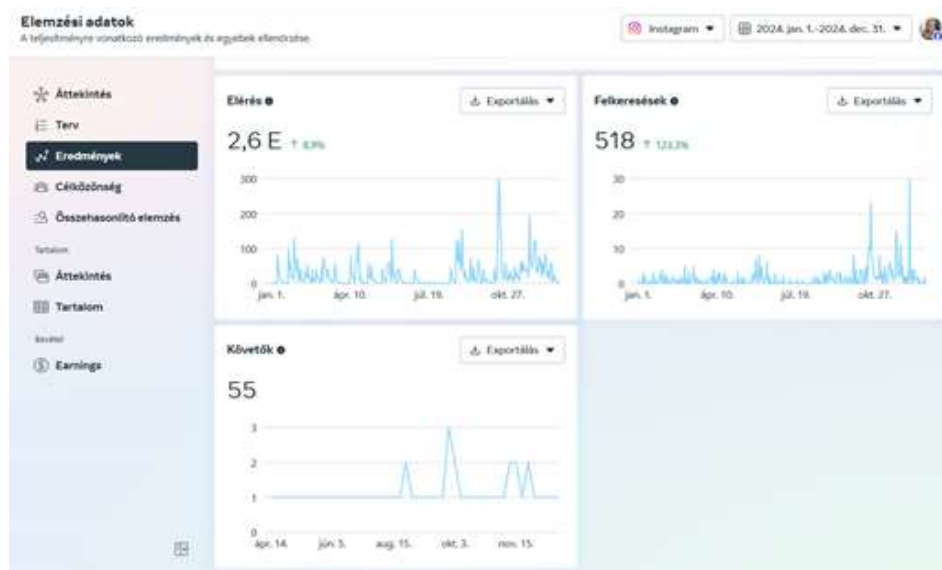 Elemzési adatok
A teljesítményre vonatkozó eredmények és egyebek ellenőrzése.
Instagram
2024. jan. 1.-2024. dec. 31.
Áttekintés
Terv
Eredmények
Célközönség
Összehasonlító elemzés
Tartalom
Áttekintés
Tartalom
Bevétel
Earnings
Elérés
Exportálás
2,6 E
300
200
100
0
jan. 1. ápr. 10. júl. 19. okt. 27.
Felkeresések
Exportálás
518 ↑
30
20
10
0
jan. 1. ápr. 10. júl. 19. okt. 27.
Követők
Exportálás
55
3
2
1
0
ápr. 14. jún. 5. aug. 15. okt. 3. nov. 15.